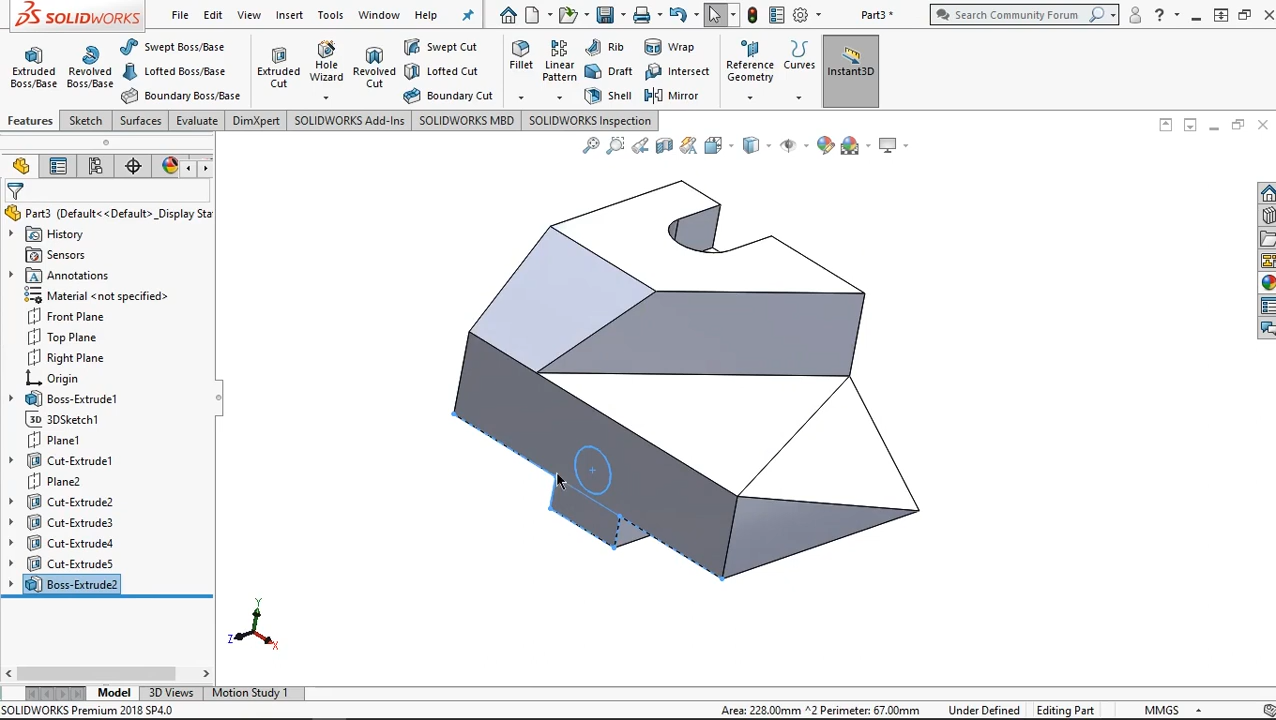 SOLIDWORKS File Edit View Insert Tools Window Help Part3 * Search Community Forum ?
Extruded Boss/Base
Revolved Boss/Base
Swept Boss/Base
Lofted Boss/Base
Boundary Boss/Base
Extruded Cut
Hole Wizard
Revolved Cut
Swept Cut
Lofted Cut
Boundary Cut
Fillet
Linear Pattern
Rib
Draft
Shell
Wrap
Intersect
Mirror
Reference Geometry
Curves
Instant3D
Features Sketch Surfaces Evaluate DimXpert SOLIDWORKS Add-Ins SOLIDWORKS MBD SOLIDWORKS Inspection
Part3 (Default<<Default>_Display Sta
History
Sensors
Annotations
Material <not specified>
Front Plane
Top Plane
Right Plane
Origin
Boss-Extrude1
3D 3DSketch1
Plane1
Cut-Extrude1
Plane2
Cut-Extrude2
Cut-Extrude3
Cut-Extrude4
Cut-Extrude5
Boss-Extrude2
Y
Z
X
Model 3D Views Motion Study 1
SOLIDWORKS Premium 2018 SP4.0 Area: 228.00mm ^2 Perimeter: 67.00mm Under Defined Editing Part MMGS